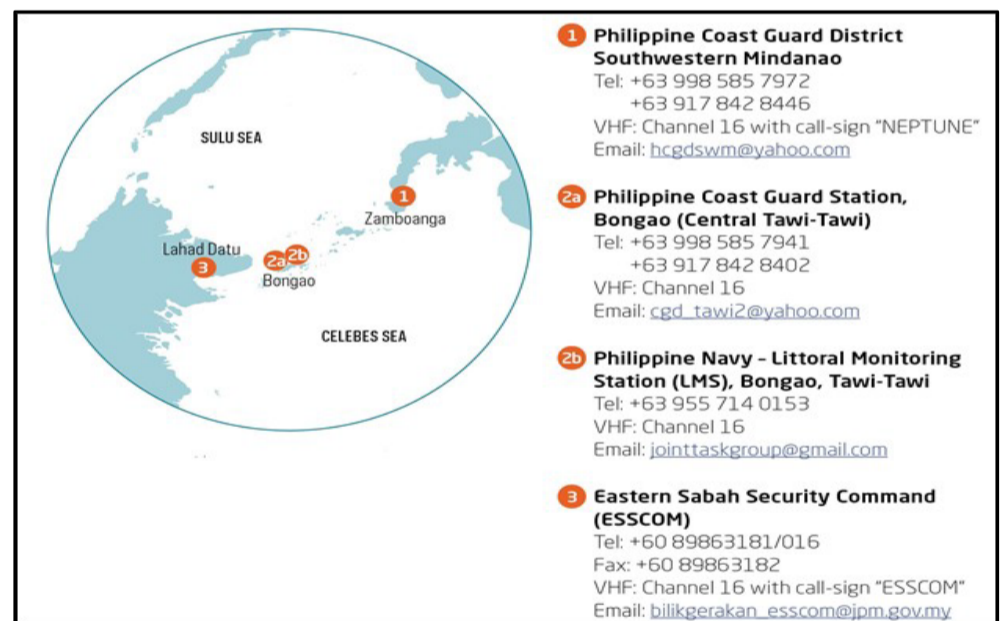 SULU SEA
1
Zamboanga
Lahad Datu
3
2a
2b
Bongao
CELEBES SEA
1 Philippine Coast Guard District
Southwestern Mindanao
Tel: +63 998 585 7972
+63 917 842 8446
VHF: Channel 16 with call-sign "NEPTUNE"
Email: hcgdswm@yahoo.com
2a Philippine Coast Guard Station,
Bongao (Central Tawi-Tawi)
Tel: +63 998 585 7941
+63 917 842 8402
VHF: Channel 16
Email: cgd_tawi2@yahoo.com
2b Philippine Navy – Littoral Monitoring
Station (LMS), Bongao, Tawi-Tawi
Tel: +63 955 714 0153
VHF: Channel 16
Email: jointtaskgroup@gmail.com
3 Eastern Sabah Security Command
(ESSCOM)
Tel: +60 89863181/016
Fax: +60 89863182
VHF: Channel 16 with call-sign "ESSCOM"
Email: bilikgerakan_esscom@jpm.gov.my